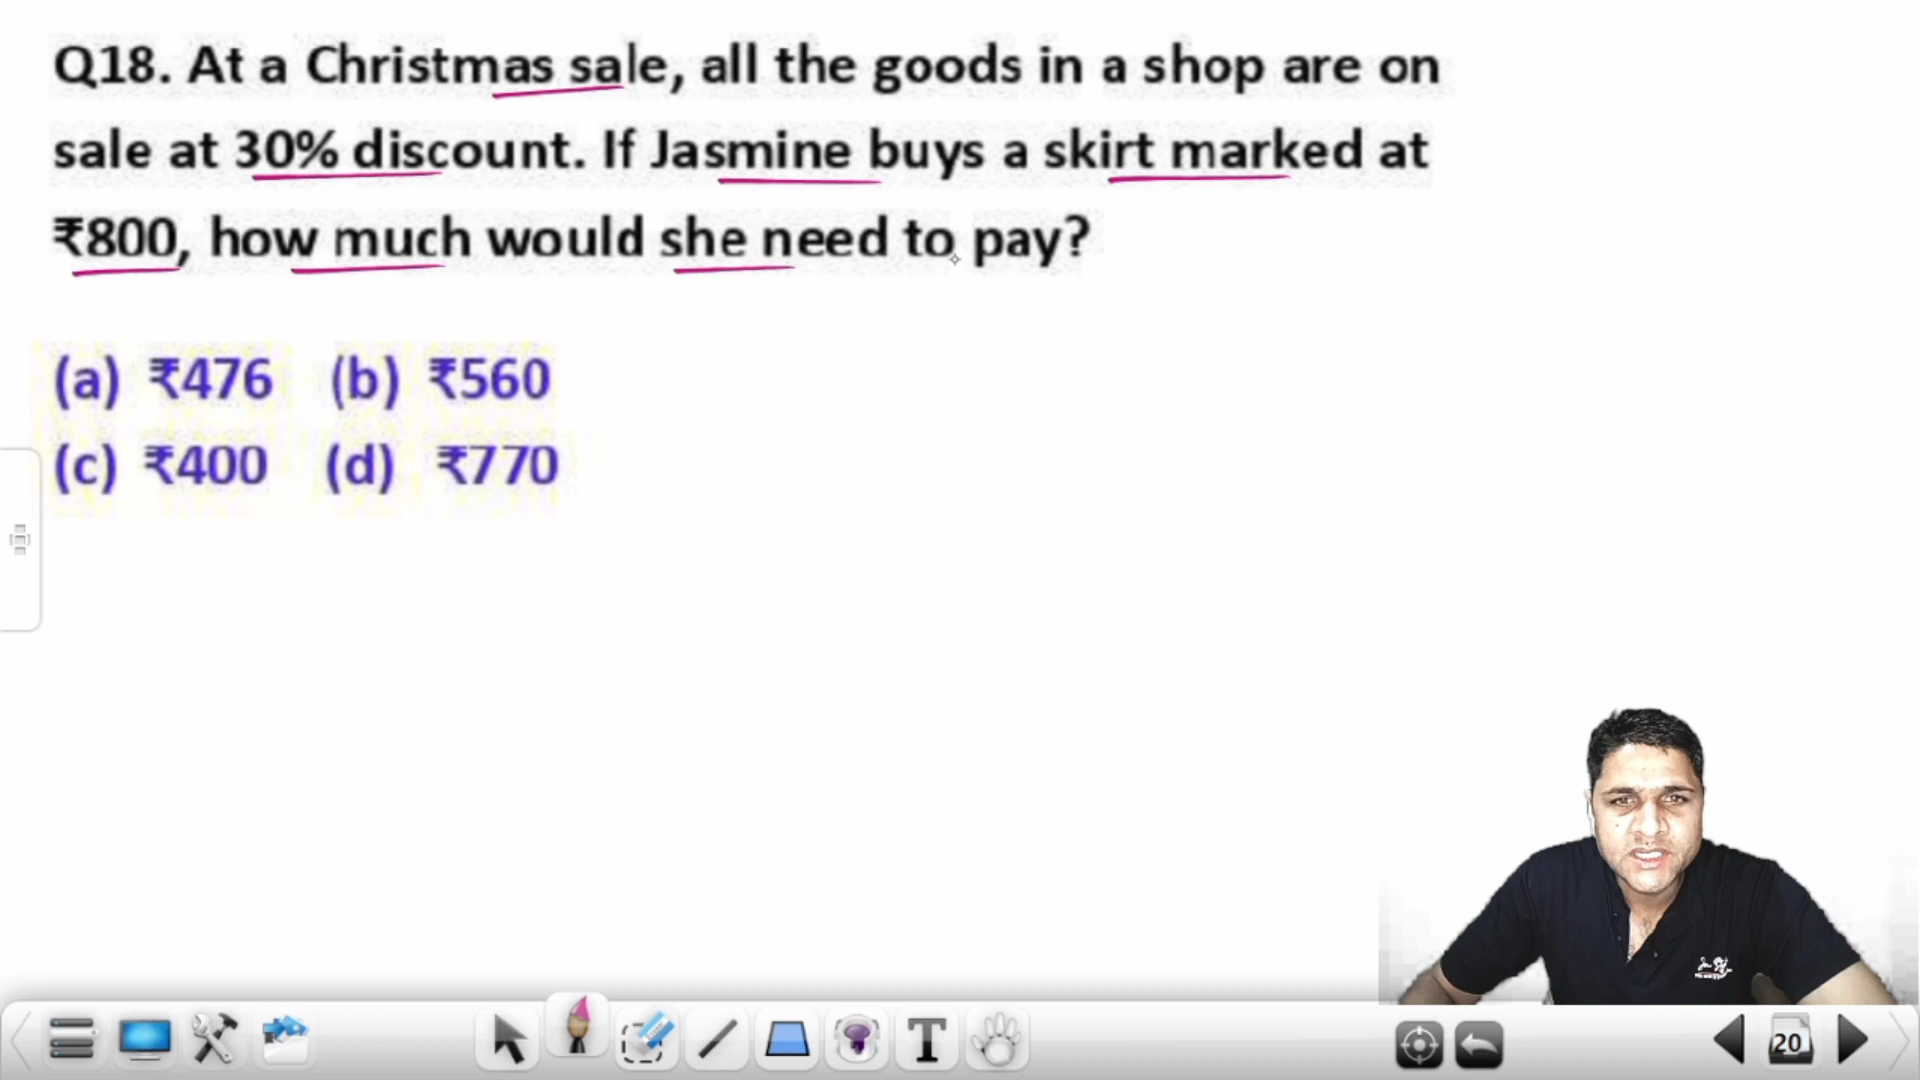 Q18. At a Christmas sale, all the goods in a shop are on
sale at 30% discount. If Jasmine buys a skirt marked at
₹800, how much would she need to pay?
(a) ₹476 (b) ₹560
(c) ₹400 (d) ₹770
T
20